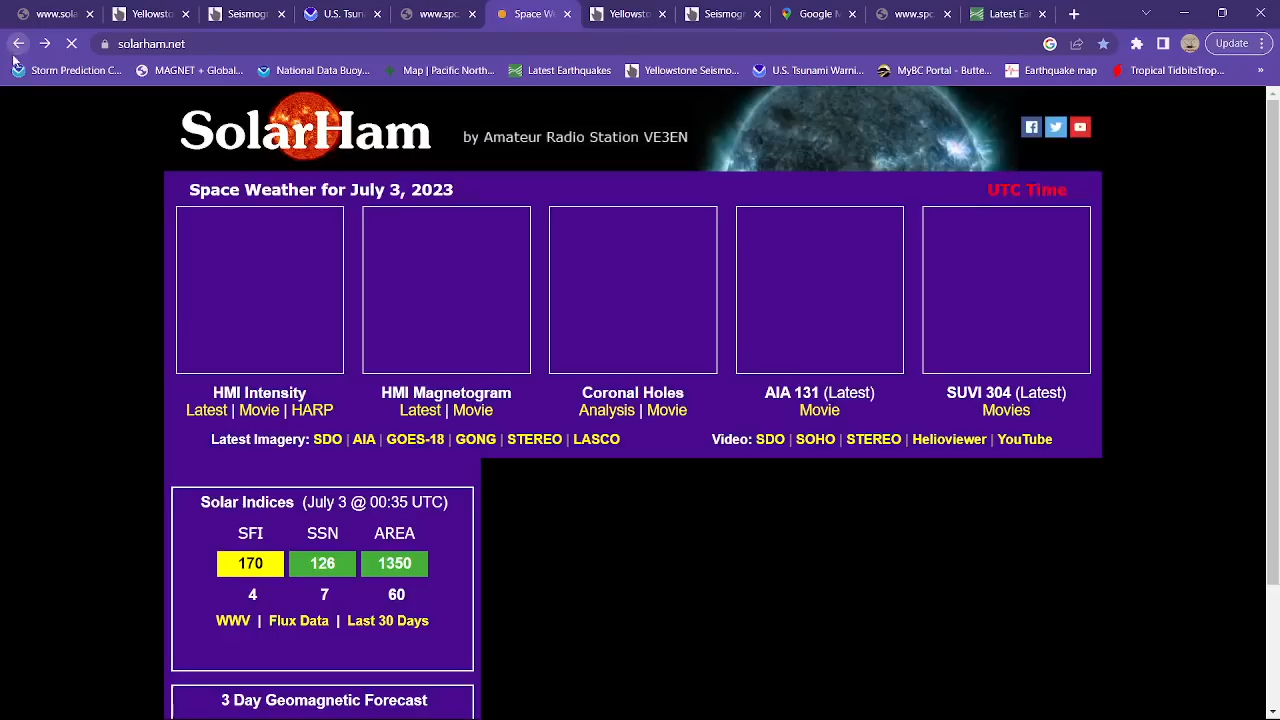 www.sola
Yellowsto
Seismogr
U.S. Tsun
www.spc
Space We
Yellowsto
Seismogr
Google M
www.spc
Latest Ear
solarham.net
Update
Storm Prediction C...
MAGNET + Global...
National Data Buoy...
Map | Pacific North...
Latest Earthquakes
Yellowstone Seismo...
U.S. Tsunami Warni...
MyBC Portal - Butte...
Earthquake map
Tropical TidbitsTrop...
»
SolarHam
by Amateur Radio Station VE3EN
Space Weather for July 3, 2023
UTC Time
HMI Intensity
Latest | Movie | HARP
HMI Magnetogram
Latest | Movie
Coronal Holes
Analysis | Movie
AIA 131 (Latest)
Movie
SUVI 304 (Latest)
Movies
Latest Imagery: SDO | AIA | GOES-18 | GONG | STEREO | LASCO
Video: SDO | SOHO | STEREO | Helioviewer | YouTube
Solar Indices (July 3 @ 00:35 UTC)
SFI SSN AREA
170 126 1350
4 7 60
WWV | Flux Data | Last 30 Days
3 Day Geomagnetic Forecast